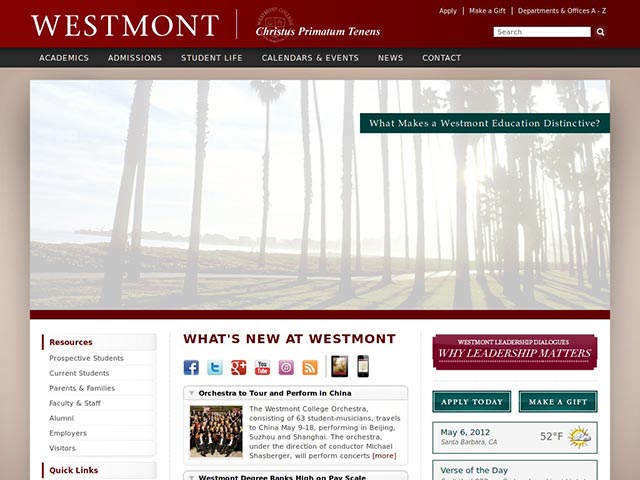 WESTMONT
Christus Primatum Tenens
Apply
Make a Gift
Departments & Offices A - Z
Search
ACADEMICS
ADMISSIONS
STUDENT LIFE
CALENDARS & EVENTS
NEWS
CONTACT
What Makes a Westmont Education Distinctive?
Resources
Prospective Students
Current Students
Parents & Families
Faculty & Staff
Alumni
Employers
Visitors
Quick Links
WHAT'S NEW AT WESTMONT
You
Tube
Orchestra to Tour and Perform in China
The Westmont College Orchestra,
consisting of 63 student-musicians, travels
to China May 9-18, performing in Beijing,
Suzhou and Shanghai. The orchestra,
under the direction of conductor Michael
Shasberger, will perform concerts [more]
Westmont Degree Ranks High on Pay Scale
WESTMONT LEADERSHIP DIALOGUES
WHY LEADERSHIP MATTERS
APPLY TODAY
MAKE A GIFT
May 6, 2012
Santa Barbara, CA
52°F
Verse of the Day